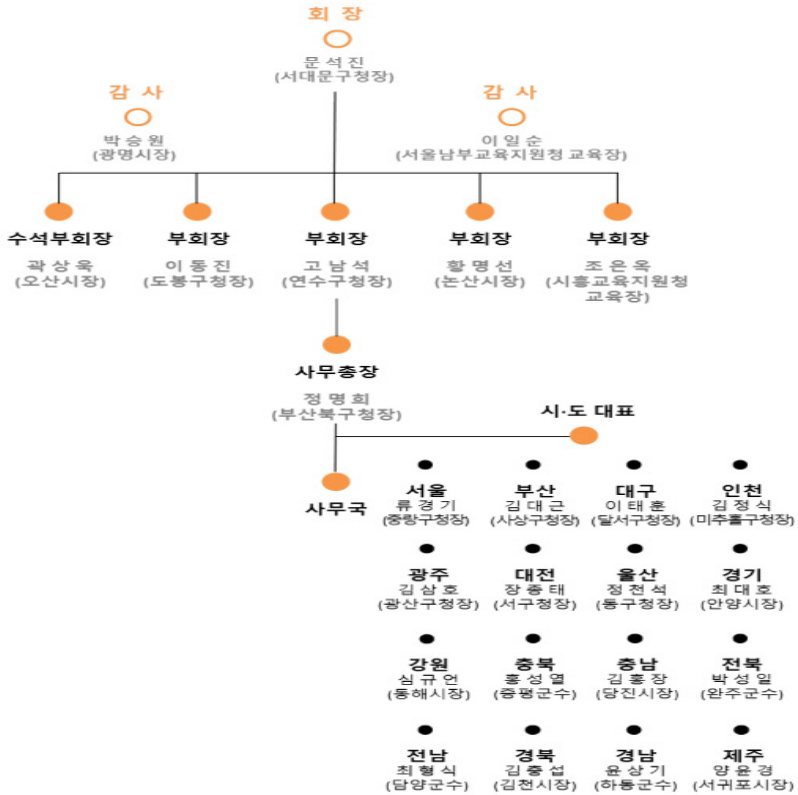 회 장
문 석 진
(서대문구청장)
감 사
박 승 원
(광명시장)
감 사
이 일 순
(서울남부교육지원청 교육장)
수석부회장
곽 상 욱
(오산시장)
부회장
이 동 진
(도봉구청장)
부회장
고 남 석
(연수구청장)
부회장
황 명 선
(논산시장)
부회장
조 은 옥
(시흥교육지원청
교육장)
사무총장
정 명 희
(부산북구청장)
시·도 대표
사무국
서울
류 경 기
(중랑구청장)
부산
김 대 근
(사상구청장)
대구
이 태 훈
(달서구청장)
인천
김 정 식
(미추홀구청장)
광주
김 삼 호
(광산구청장)
대전
장 종 태
(서구청장)
울산
정 천 석
(동구청장)
경기
최 대 호
(안양시장)
강원
심 규 언
(동해시장)
충북
홍 성 열
(증평군수)
충남
김 홍 장
(당진시장)
전북
박 성 일
(완주군수)
전남
최 형 식
(담양군수)
경북
김 충 섭
(김천시장)
경남
윤 상 기
(하동군수)
제주
양 윤 경
(서귀포시장)